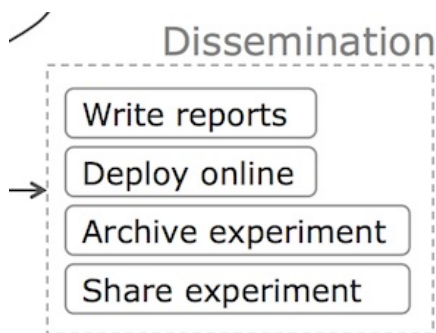 Dissemination
Write reports
Deploy online
Archive experiment
Share experiment